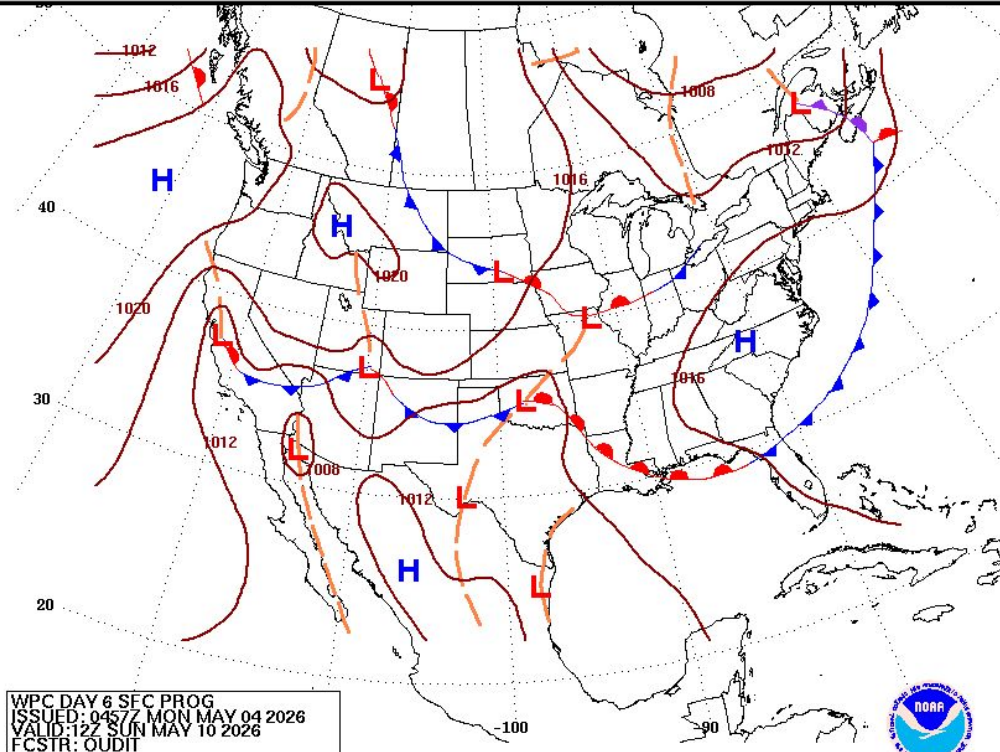 1012
1016
1008
H
L
L
1012
1016
40
H
H
1020
L
1020
L
L
H
L
1016
30
L
1012
L
1008
1012
L
H
L
20
WPC DAY 6 SFC PROG
ISSUED: 0457Z MON MAY 04 2026
VALID:12Z SUN MAY 10 2026
FCSTR: OUDIT
-100
-90
NOAA